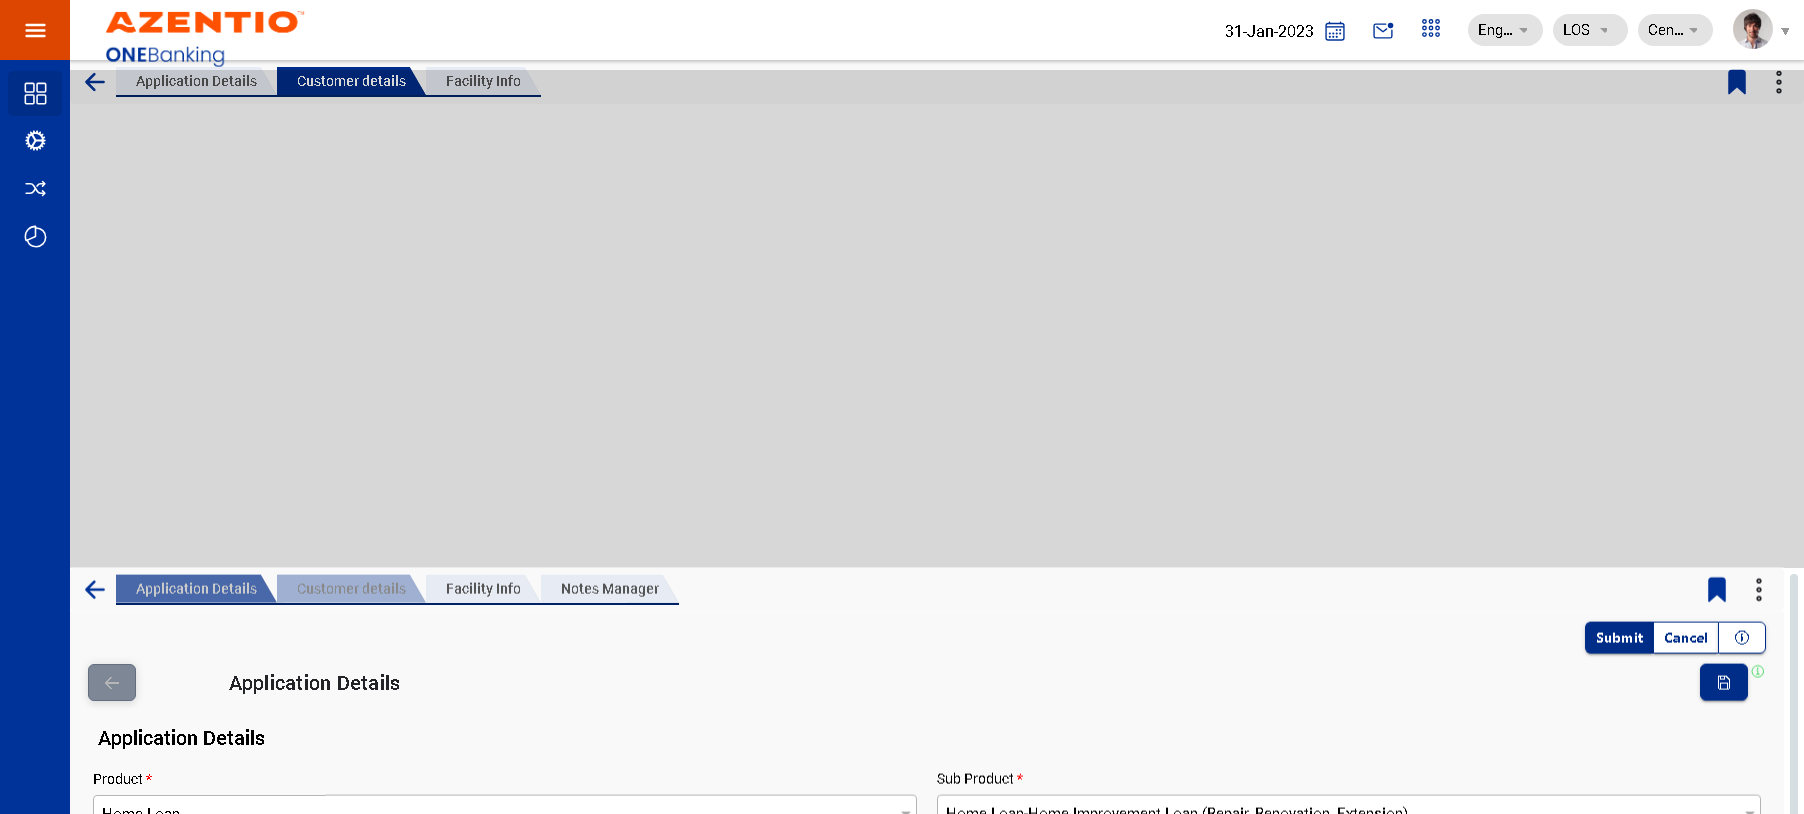 AZENTIO™
ONEBanking
31-Jan-2023
Eng...
LOS
Cen...
Application Details
Customer details
Facility Info
Application Details
Customer details
Facility Info
Notes Manager
Submit
Cancel
Application Details
Application Details
Product *
Sub Product *
Home Loan
Home Loan-Home Improvement Loan (Repair, Renovation, Extension)